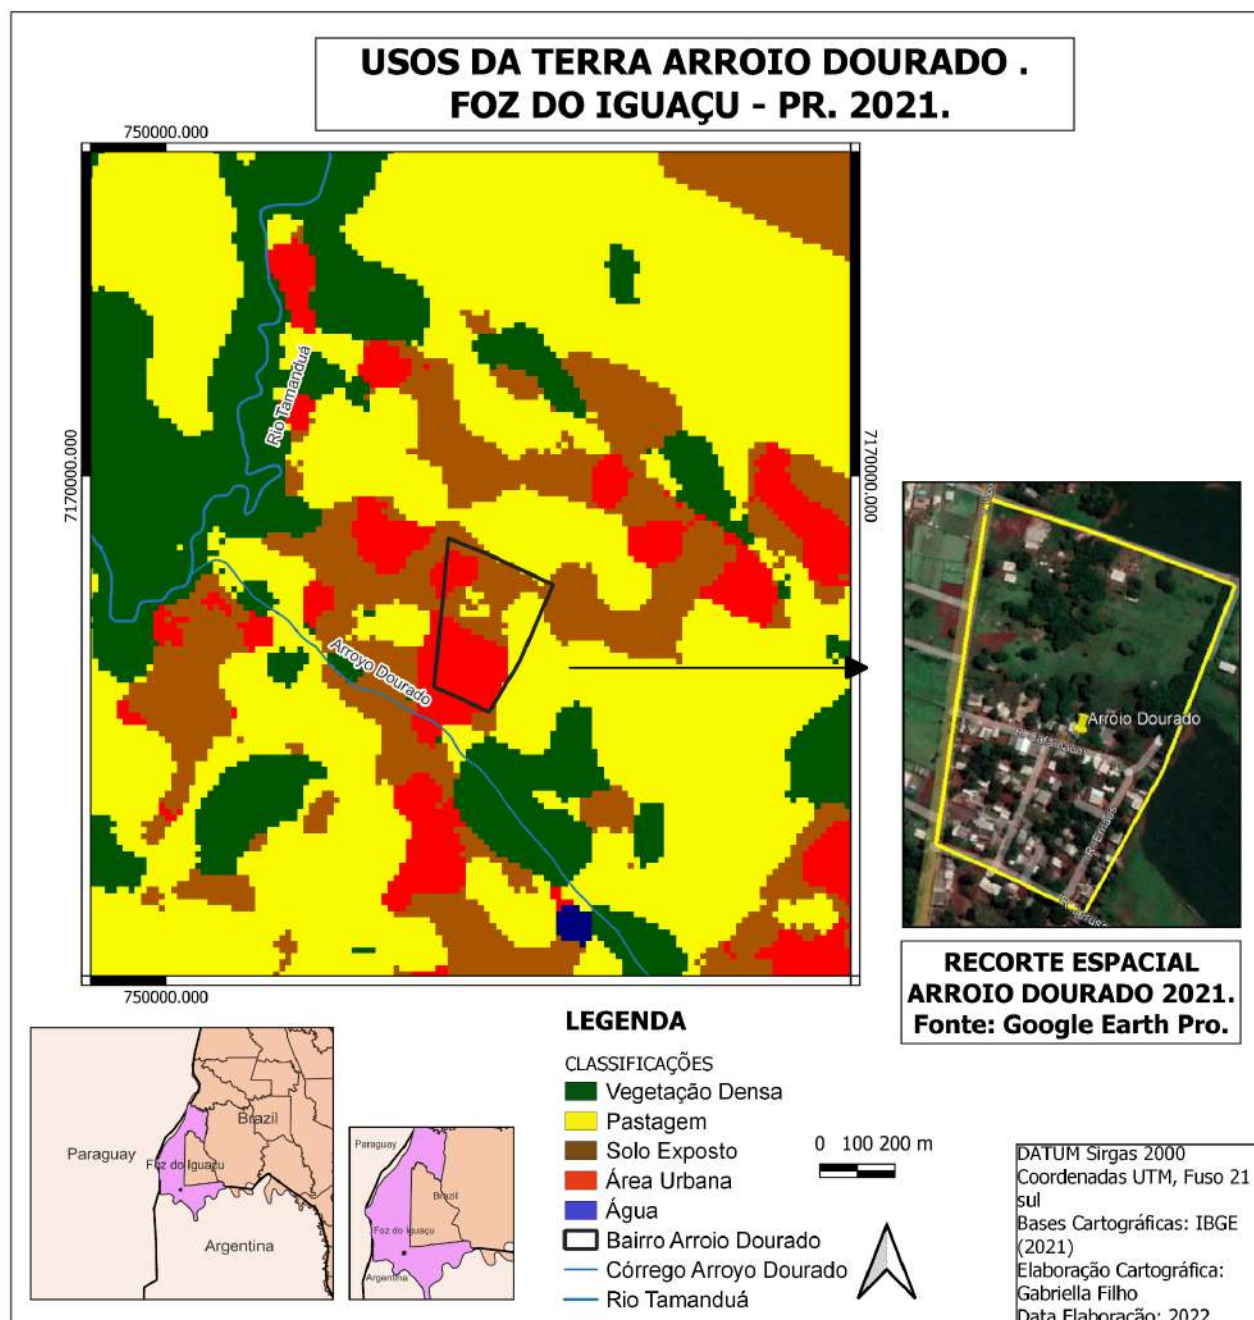 USOS DA TERRA ARROIO DOURADO .
FOZ DO IGUAÇU - PR. 2021.
750000.000
7170000.000
7170000.000
Rio Tamanduá
Arroyo Dourado
750000.000
Arroio Dourado
R. Emaús
RECORTE ESPACIAL
ARROIO DOURADO 2021.
Fonte: Google Earth Pro.
Paraguay
Brazil
Foz do Iguaçu
Argentina
Paraguay
Brazil
Foz do Iguaçu
Argentina
LEGENDA
CLASSIFICAÇÕES
Vegetação Densa
Pastagem
Solo Exposto
Área Urbana
Água
Bairro Arroio Dourado
Córrego Arroyo Dourado
Rio Tamanduá
0 100 200 m
DATUM Sirgas 2000
Coordenadas UTM, Fuso 21
sul
Bases Cartográficas: IBGE
(2021)
Elaboração Cartográfica:
Gabriella Filho
Data Elaboração: 2022